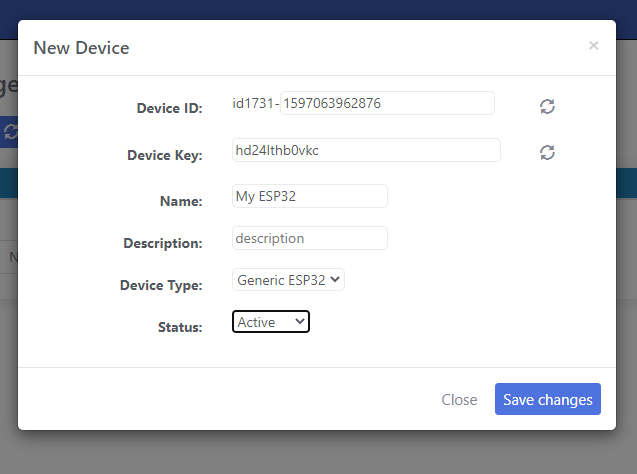 New Device ×
Device ID: id1731-1597063962876
Device Key: hd24lthb0vkc
Name: My ESP32
Description: description
Device Type: Generic ESP32
Status: Active
Close Save changes